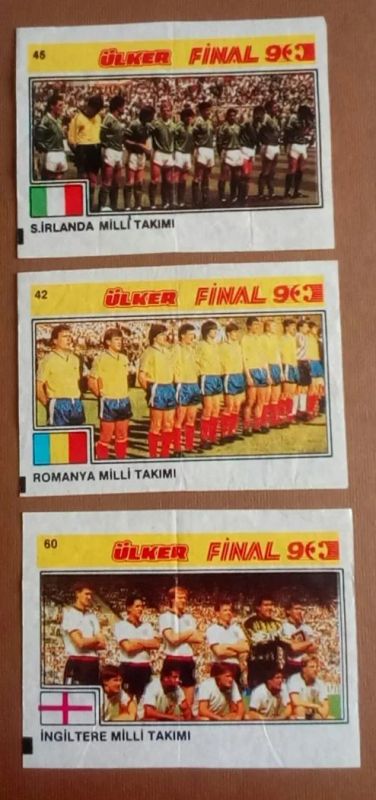 45 ÜLKER FİNAL 90
S.İRLANDA MİLLİ TAKIMI
42 ÜLKER FİNAL 90
ROMANYA MİLLİ TAKIMI
60 ÜLKER FİNAL 90
İNGİLTERE MİLLİ TAKIMI